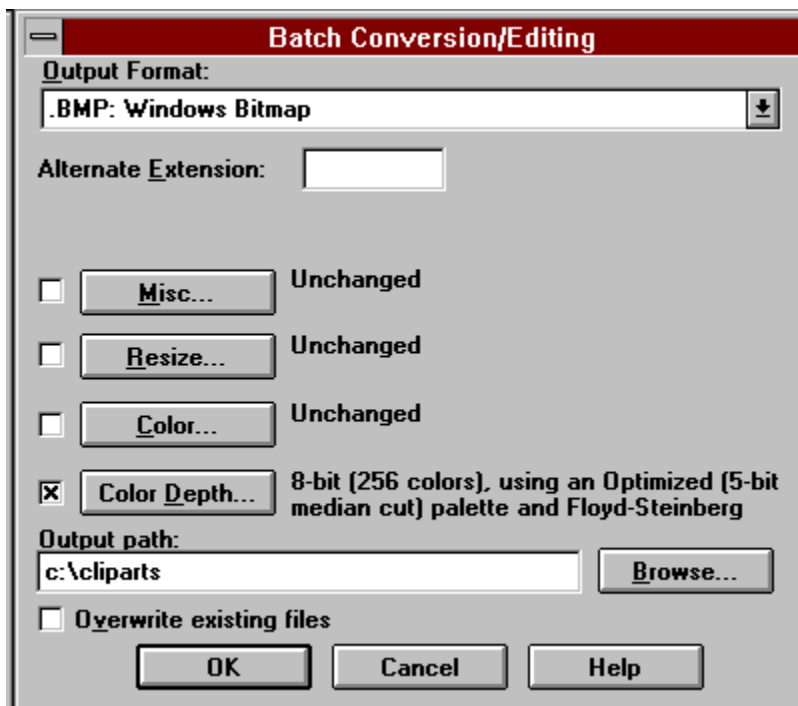 Batch Conversion/Editing
Output Format:
.BMP: Windows Bitmap
Alternate Extension:
Misc... Unchanged
Resize... Unchanged
Color... Unchanged
Color Depth... 8-bit (256 colors), using an Optimized (5-bit
median cut) palette and Floyd-Steinberg
Output path:
c:\cliparts Browse...
Overwrite existing files
OK Cancel Help